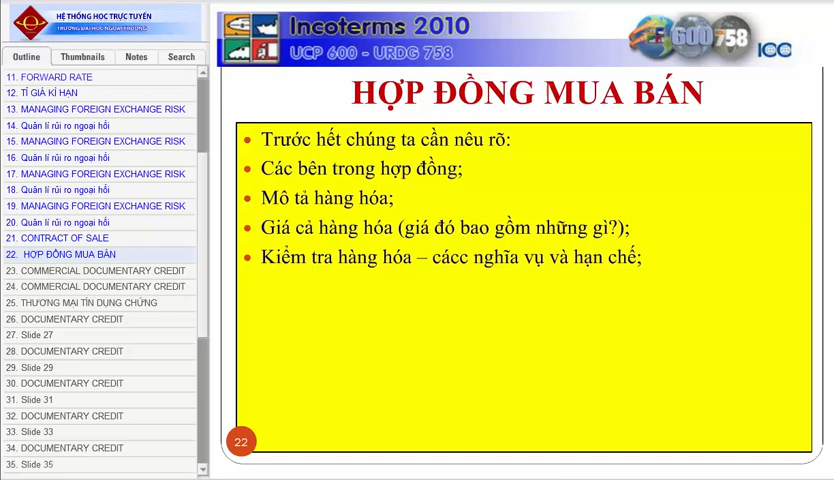 HỆ THỐNG HỌC TRỰC TUYẾN
TRƯỜNG ĐẠI HỌC NGOẠI THƯƠNG
Outline
Thumbnails
Notes
Search
11. FORWARD RATE
12. TỈ GIÁ KÌ HẠN
13. MANAGING FOREIGN EXCHANGE RISK
14. Quản lí rủi ro ngoại hối
15. MANAGING FOREIGN EXCHANGE RISK
16. Quản lí rủi ro ngoại hối
17. MANAGING FOREIGN EXCHANGE RISK
18. Quản lí rủi ro ngoại hối
19. MANAGING FOREIGN EXCHANGE RISK
20. Quản lí rủi ro ngoại hối
21. CONTRACT OF SALE
22. HỢP ĐỒNG MUA BÁN
23. COMMERCIAL DOCUMENTARY CREDIT
24. COMMERCIAL DOCUMENTARY CREDIT
25. THƯƠNG MẠI TÍN DỤNG CHỨNG
26. DOCUMENTARY CREDIT
27. Slide 27
28. DOCUMENTARY CREDIT
29. Slide 29
30. DOCUMENTARY CREDIT
31. Slide 31
32. DOCUMENTARY CREDIT
33. Slide 33
34. DOCUMENTARY CREDIT
35. Slide 35
Incoterms 2010
UCP 600 - URDG 758
600 758
ICC
HỢP ĐỒNG MUA BÁN
• Trước hết chúng ta cần nêu rõ:
• Các bên trong hợp đồng;
• Mô tả hàng hóa;
• Giá cả hàng hóa (giá đó bao gồm những gì?);
• Kiểm tra hàng hóa – cácc nghĩa vụ và hạn chế;
22